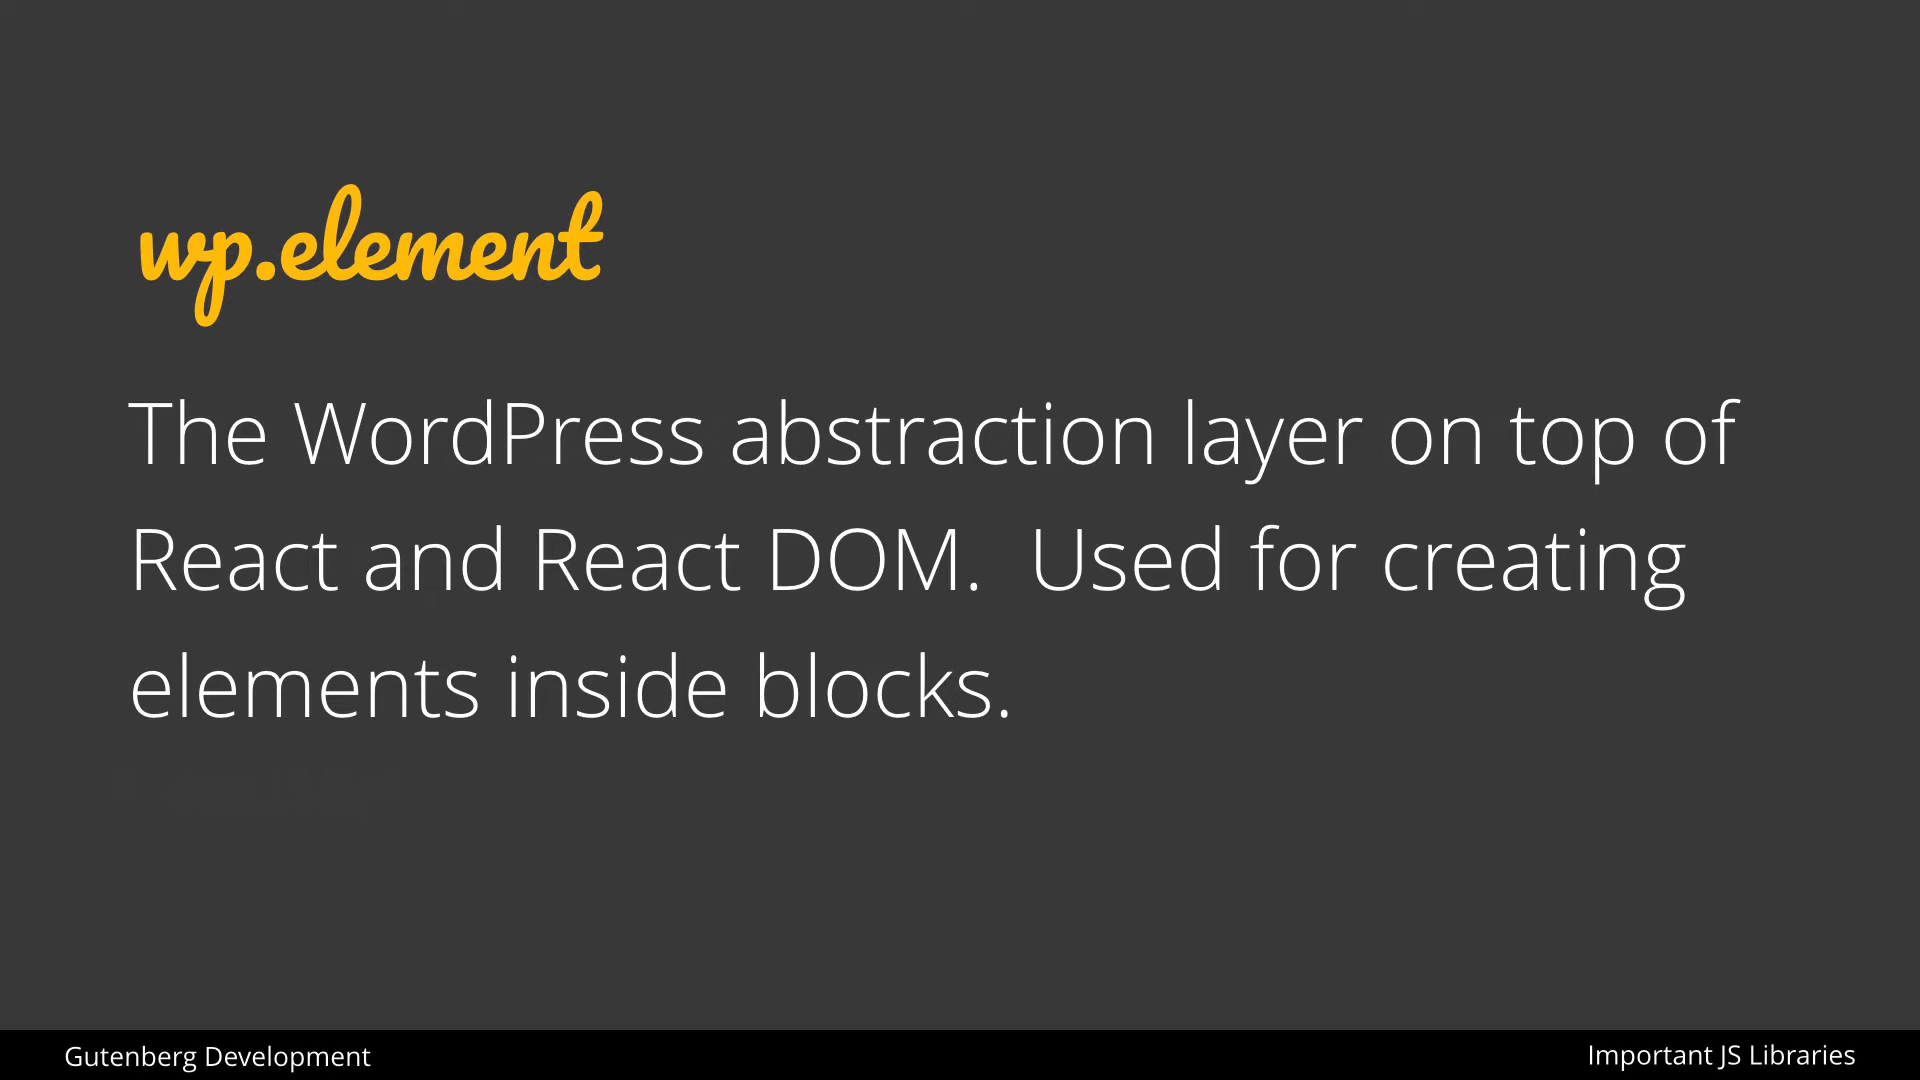 wp.element
The WordPress abstraction layer on top of
React and React DOM.  Used for creating
elements inside blocks.
Gutenberg Development
Important JS Libraries